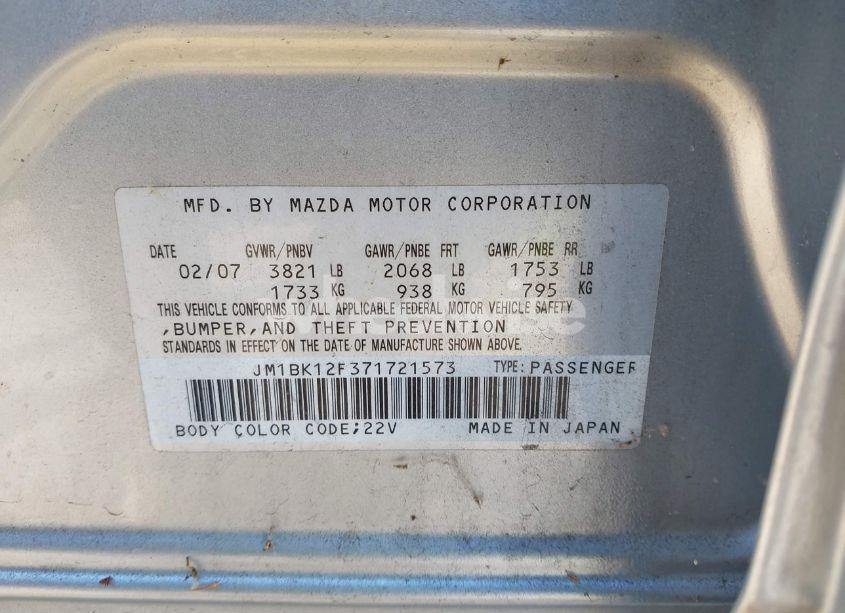 MFD. BY MAZDA MOTOR CORPORATION
DATE GVWR/PNBV GAWR/PNBE FRT GAWR/PNBE RR
02/07 3821 LB 2068 LB 1753 LB
1733 KG 938 KG 795 KG
THIS VEHICLE CONFORMS TO ALL APPLICABLE FEDERAL MOTOR VEHICLE SAFETY
,BUMPER,AND THEFT PREVENTION
STANDARDS IN EFFECT ON THE DATE OF MANUFACTURE SHOWN ABOVE.
JM1BK12F371721573 TYPE: PASSENGER
BODY COLOR CODE;22V MADE IN JAPAN